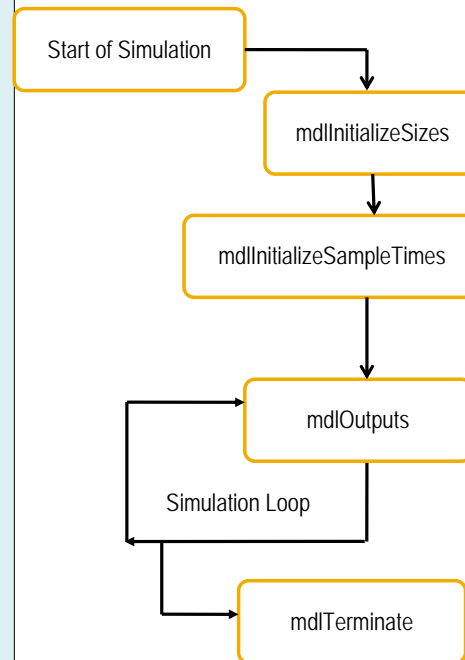 Start of Simulation
mdlInitializeSizes
mdlInitializeSampleTimes
mdlOutputs
Simulation Loop
mdlTerminate